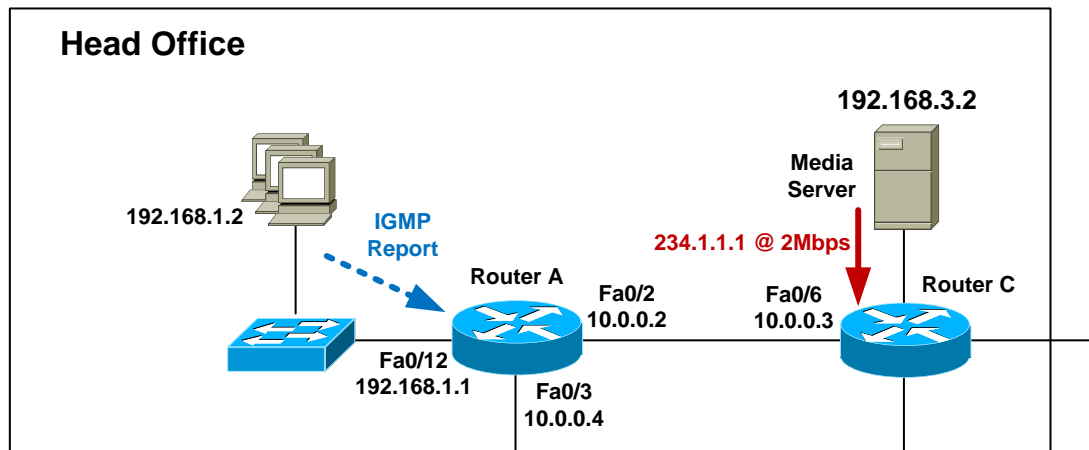 Head Office
192.168.3.2
Media
Server
192.168.1.2
IGMP
Report
234.1.1.1 @ 2Mbps
Router A
Router C
Fa0/2
10.0.0.2
Fa0/6
10.0.0.3
Fa0/12
192.168.1.1
Fa0/3
10.0.0.4